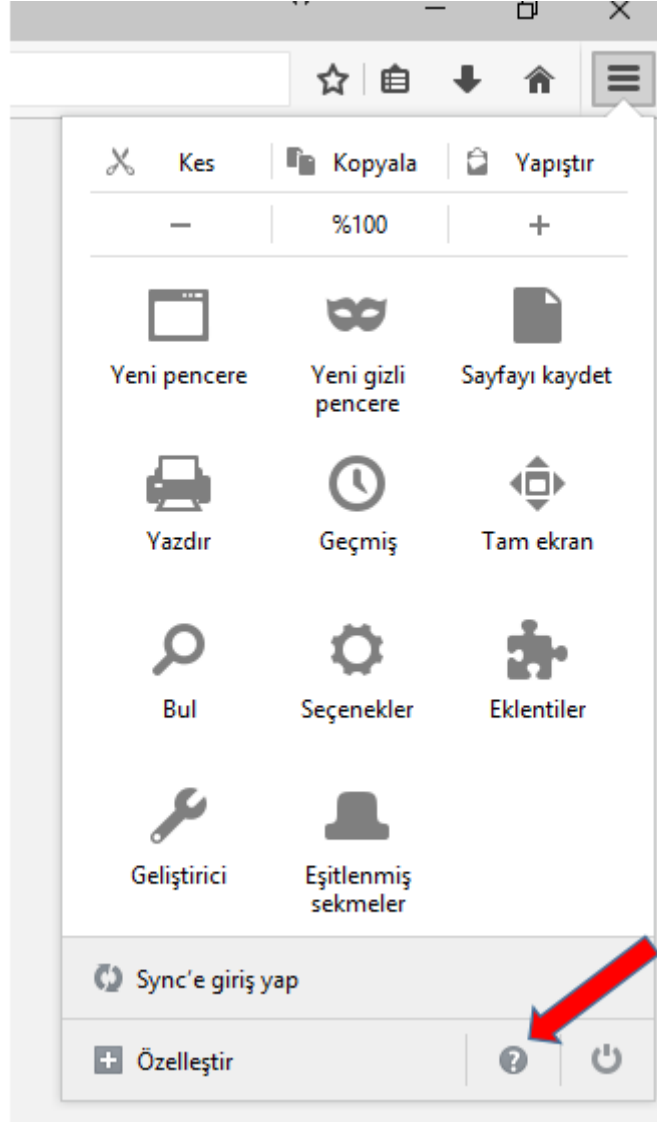 Kes Kopyala Yapıştır
− %100 +
Yeni pencere Yeni gizli pencere Sayfayı kaydet
Yazdır Geçmiş Tam ekran
Bul Seçenekler Eklentiler
Geliştirici Eşitlenmiş sekmeler
Sync’e giriş yap
Özelleştir ?